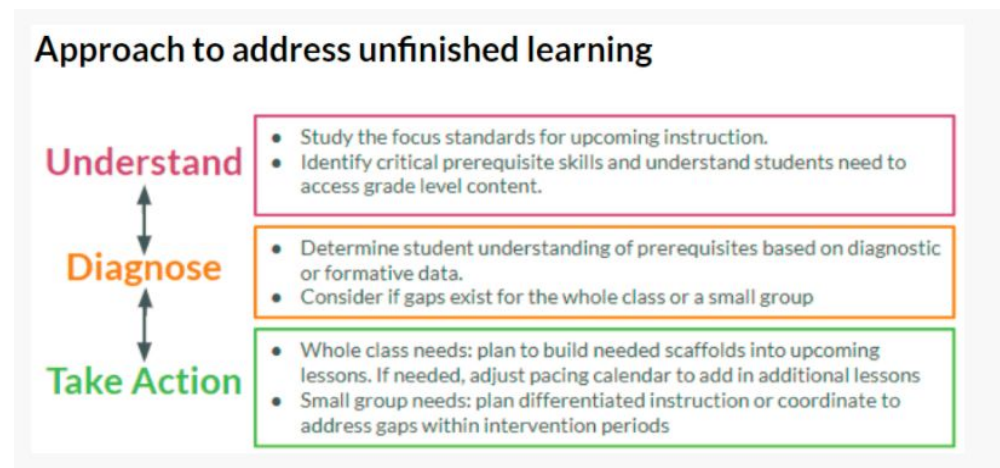 Approach to address unfinished learning
Understand
● Study the focus standards for upcoming instruction.
● Identify critical prerequisite skills and understand students need to
access grade level content.
Diagnose
● Determine student understanding of prerequisites based on diagnostic
or formative data.
● Consider if gaps exist for the whole class or a small group
Take Action
● Whole class needs: plan to build needed scaffolds into upcoming
lessons. If needed, adjust pacing calendar to add in additional lessons
● Small group needs: plan differentiated instruction or coordinate to
address gaps within intervention periods